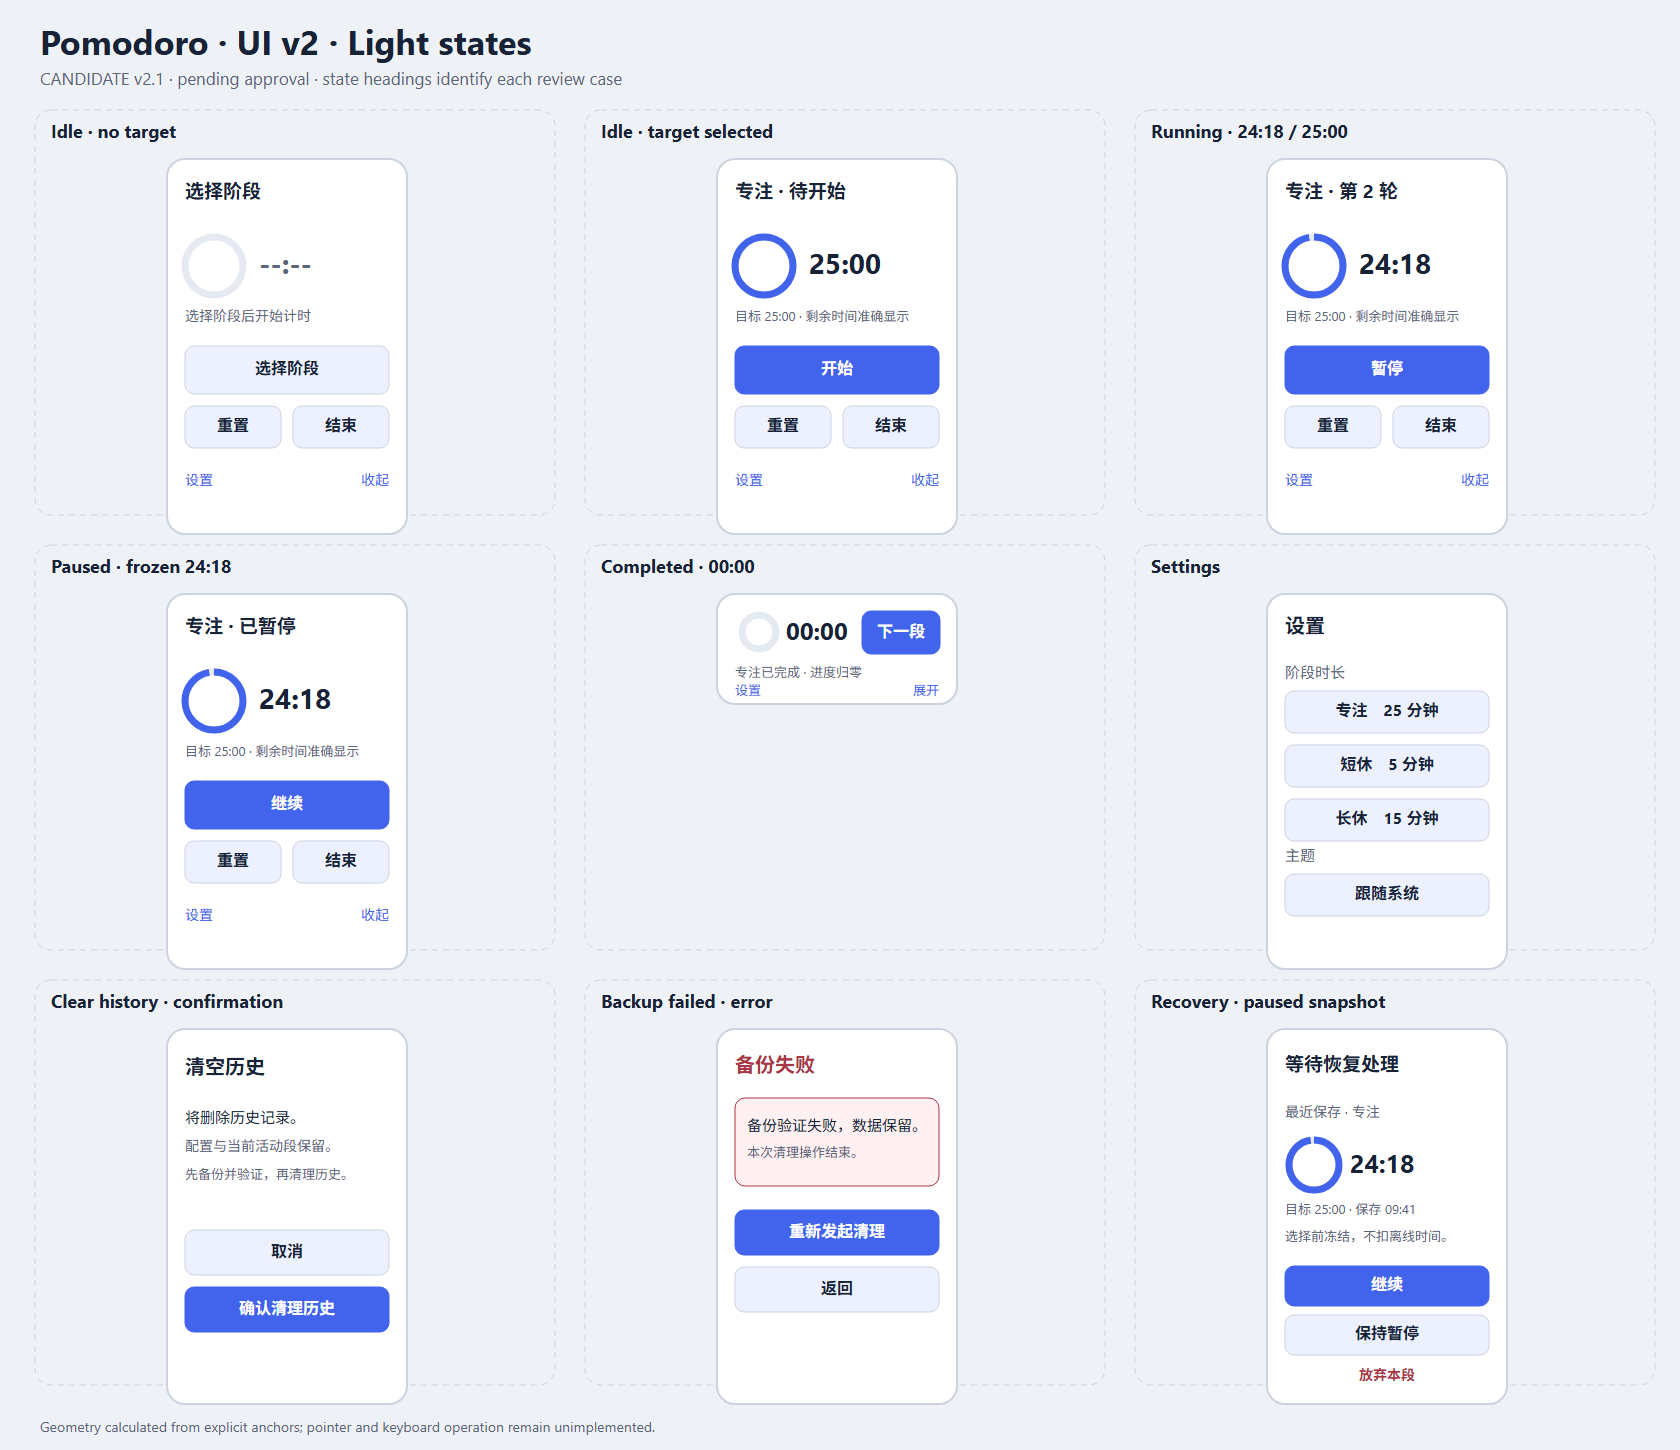 Pomodoro · UI v2 · Light states
CANDIDATE v2.1 · pending approval · state headings identify each review case
Idle · no target
选择阶段
--:--
选择阶段后开始计时
选择阶段
重置
结束
设置
收起
Idle · target selected
专注 · 待开始
25:00
目标 25:00 · 剩余时间准确显示
开始
重置
结束
设置
收起
Running · 24:18 / 25:00
专注 · 第 2 轮
24:18
目标 25:00 · 剩余时间准确显示
暂停
重置
结束
设置
收起
Paused · frozen 24:18
专注 · 已暂停
24:18
目标 25:00 · 剩余时间准确显示
继续
重置
结束
设置
收起
Completed · 00:00
00:00
下一段
专注已完成 · 进度归零
设置
展开
Settings
设置
阶段时长
专注 25 分钟
短休 5 分钟
长休 15 分钟
主题
跟随系统
Clear history · confirmation
清空历史
将删除历史记录。
配置与当前活动段保留。
先备份并验证，再清理历史。
取消
确认清理历史
Backup failed · error
备份失败
备份验证失败，数据保留。
本次清理操作结束。
重新发起清理
返回
Recovery · paused snapshot
等待恢复处理
最近保存 · 专注
24:18
目标 25:00 · 保存 09:41
选择前冻结，不扣离线时间。
继续
保持暂停
放弃本段
Geometry calculated from explicit anchors; pointer and keyboard operation remain unimplemented.